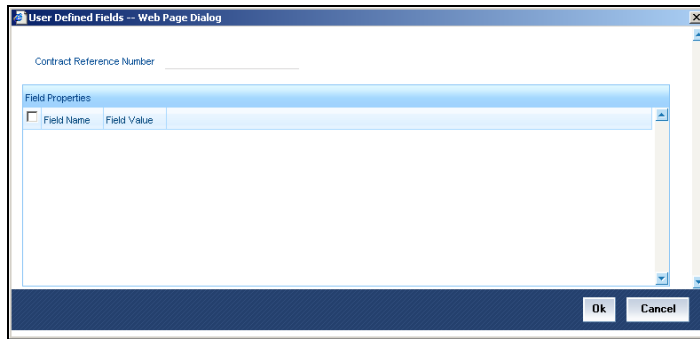 User Defined Fields -- Web Page Dialog
Contract Reference Number
Field Properties
Field Name Field Value
Ok Cancel